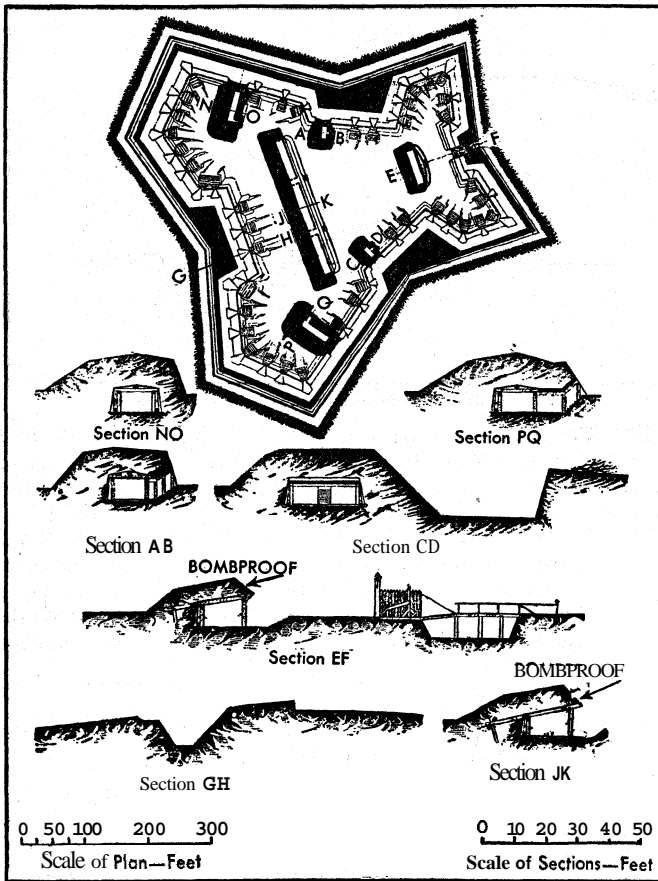 N
O
A B
F
E
K
J
H
D
C
G
Q
P
Section NO
Section PQ
Section AB
Section CD
BOMBPROOF
Section EF
BOMBPROOF
Section GH
Section JK
0 50 100 200 300
Scale of Plan—Feet
0 10 20 30 40 50
Scale of Sections—Feet